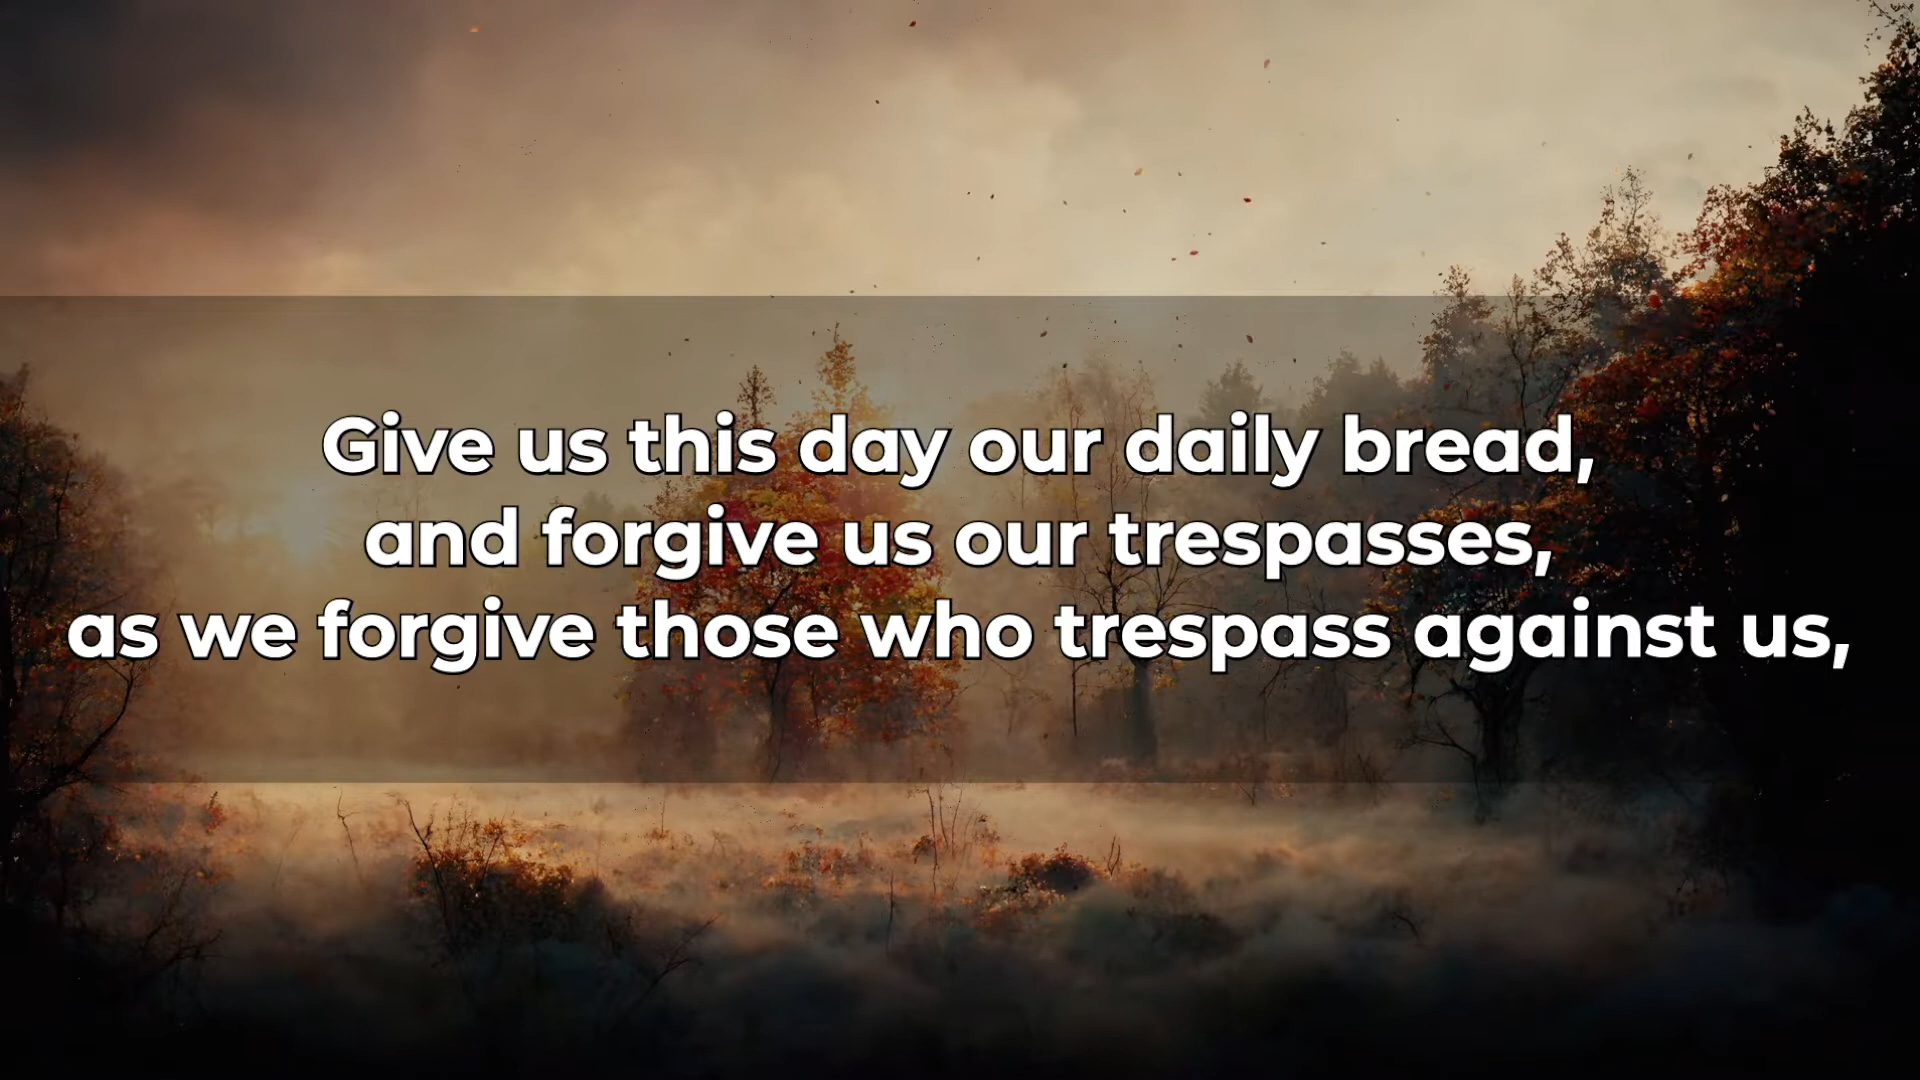 Give us this day our daily bread,
and forgive us our trespasses,
as we forgive those who trespass against us,